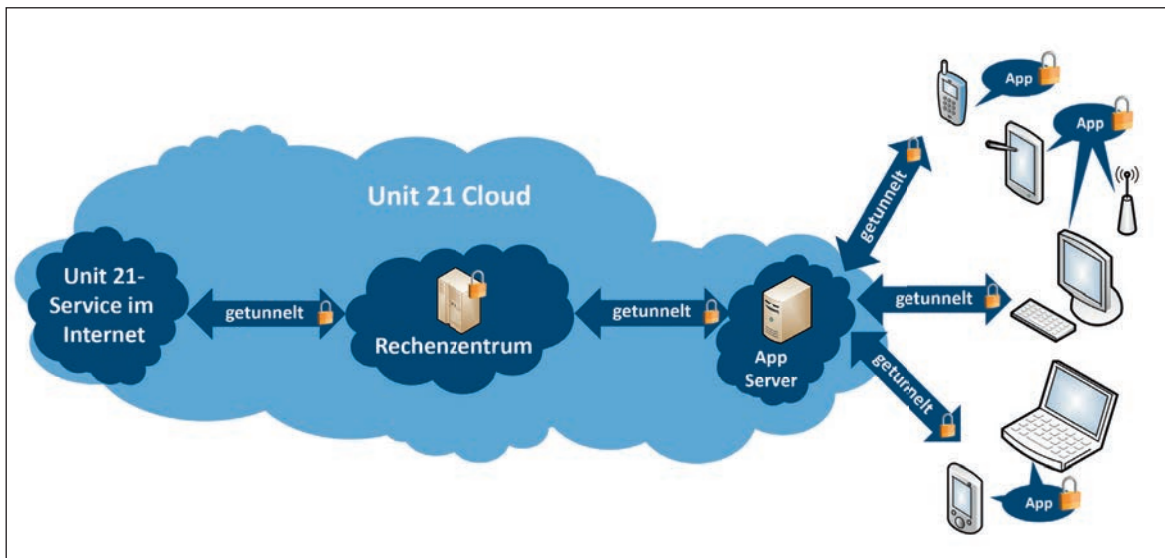 App
App
getunnelt
Unit 21 Cloud
Unit 21-
Service im
Internet
getunnelt
Rechenzentrum
getunnelt
App
Server
getunnelt
getunnelt
App